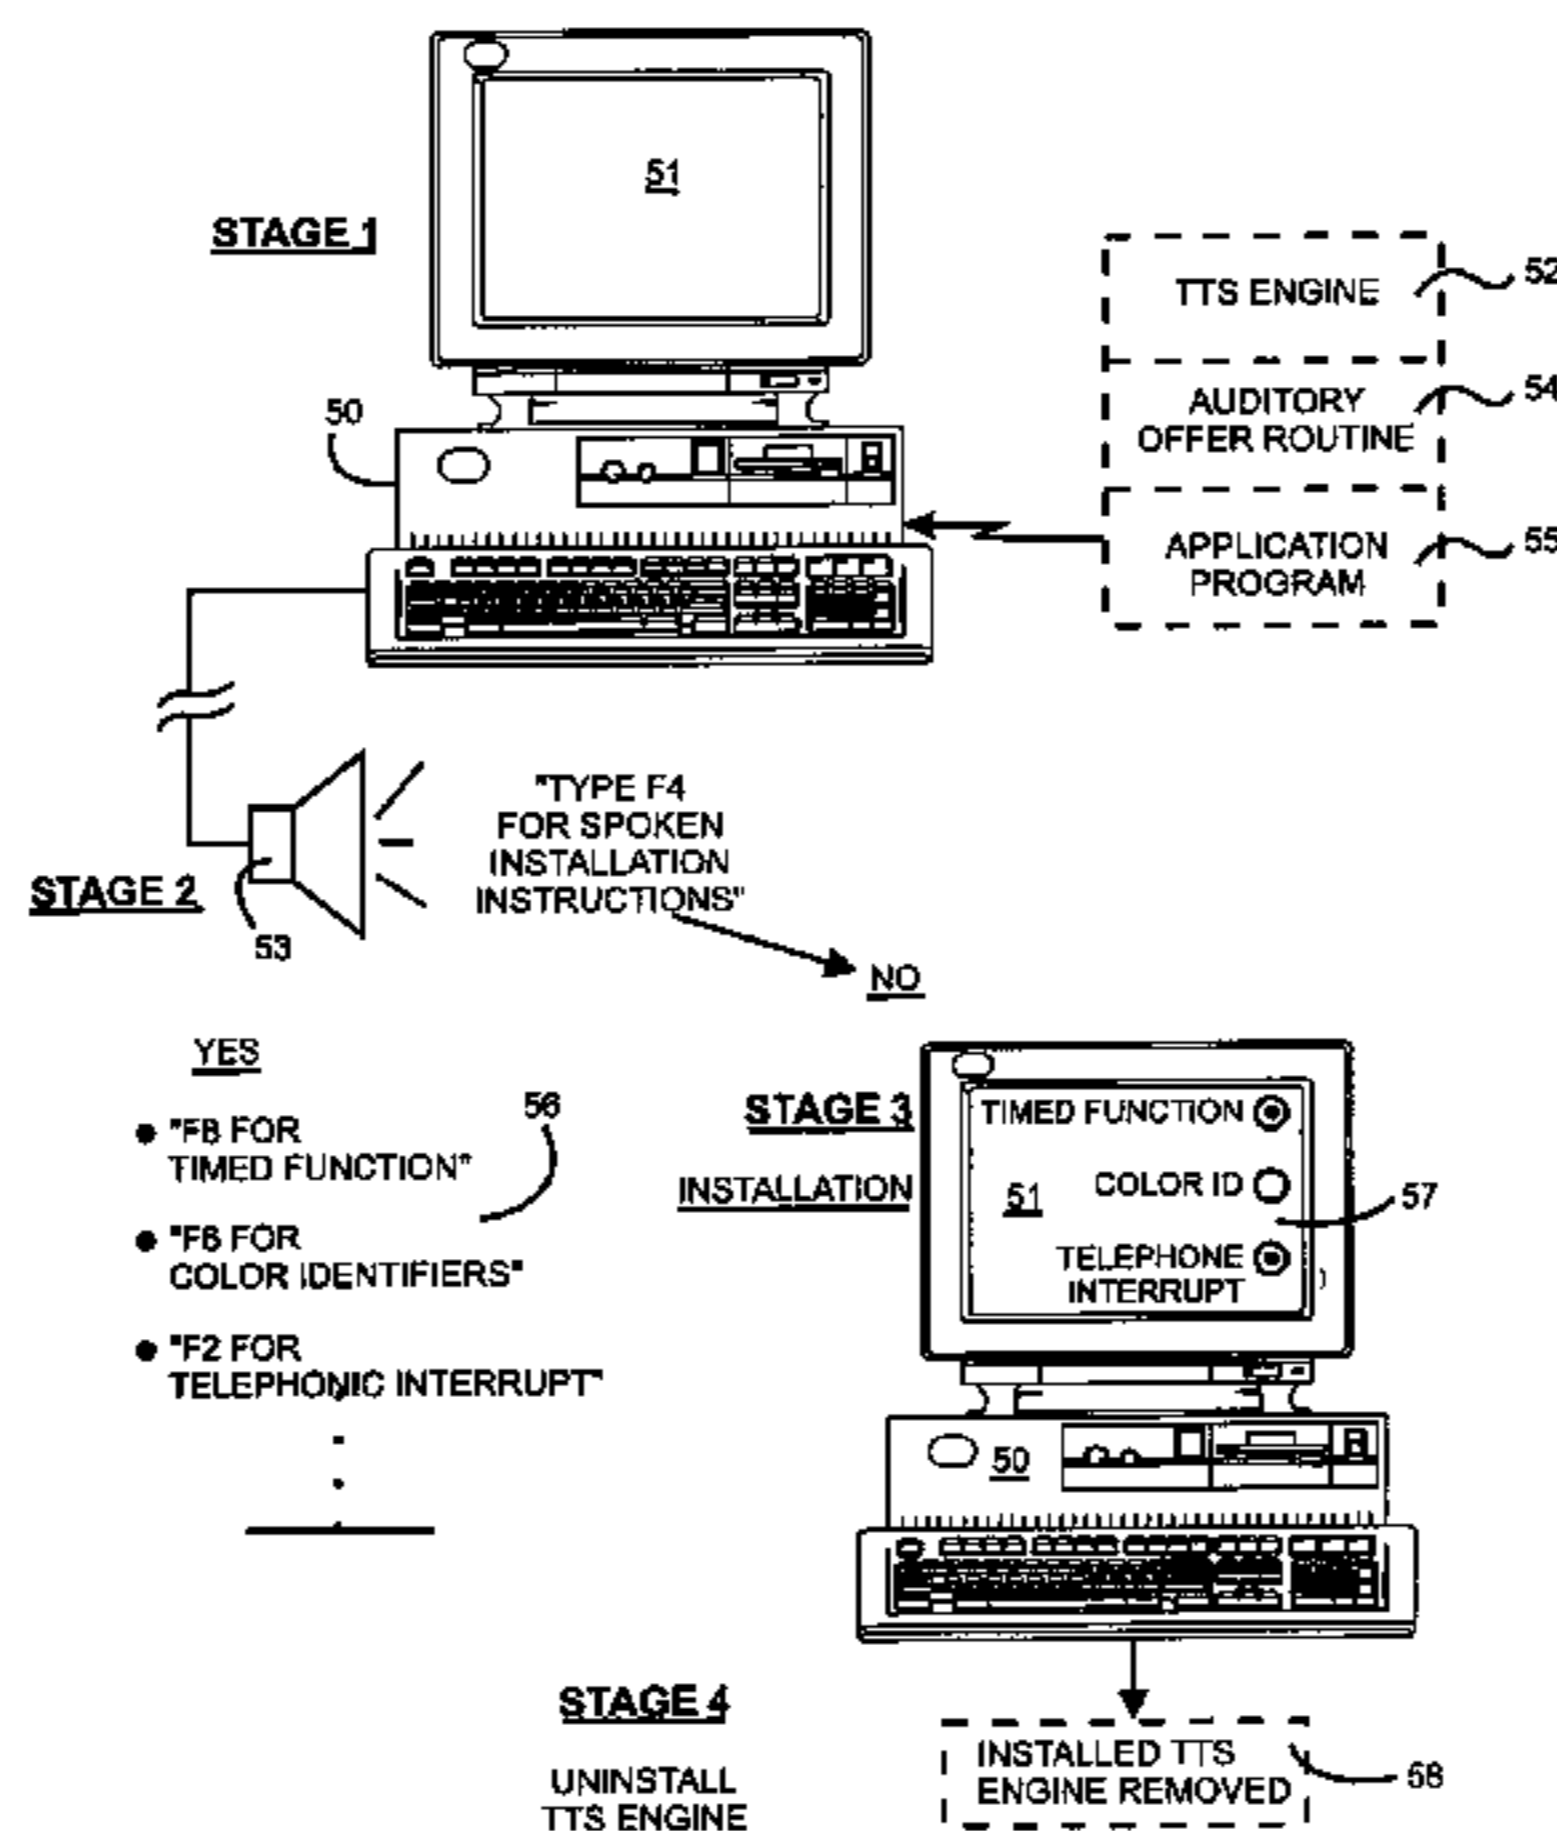 51
STAGE 1
TTS ENGINE
52
AUDITORY
OFFER ROUTINE
54
50
APPLICATION
PROGRAM
55
"TYPE F4
FOR SPOKEN
INSTALLATION
INSTRUCTIONS"
STAGE 2
53
NO
YES
"F8 FOR
TIMED FUNCTION"
56
"F6 FOR
COLOR IDENTIFIERS"
"F2 FOR
TELEPHONIC INTERRUPT"
STAGE 3
INSTALLATION
TIMED FUNCTION
COLOR ID
51
57
TELEPHONE
INTERRUPT
50
STAGE 4
UNINSTALL
TTS ENGINE
INSTALLED TTS
ENGINE REMOVED
58